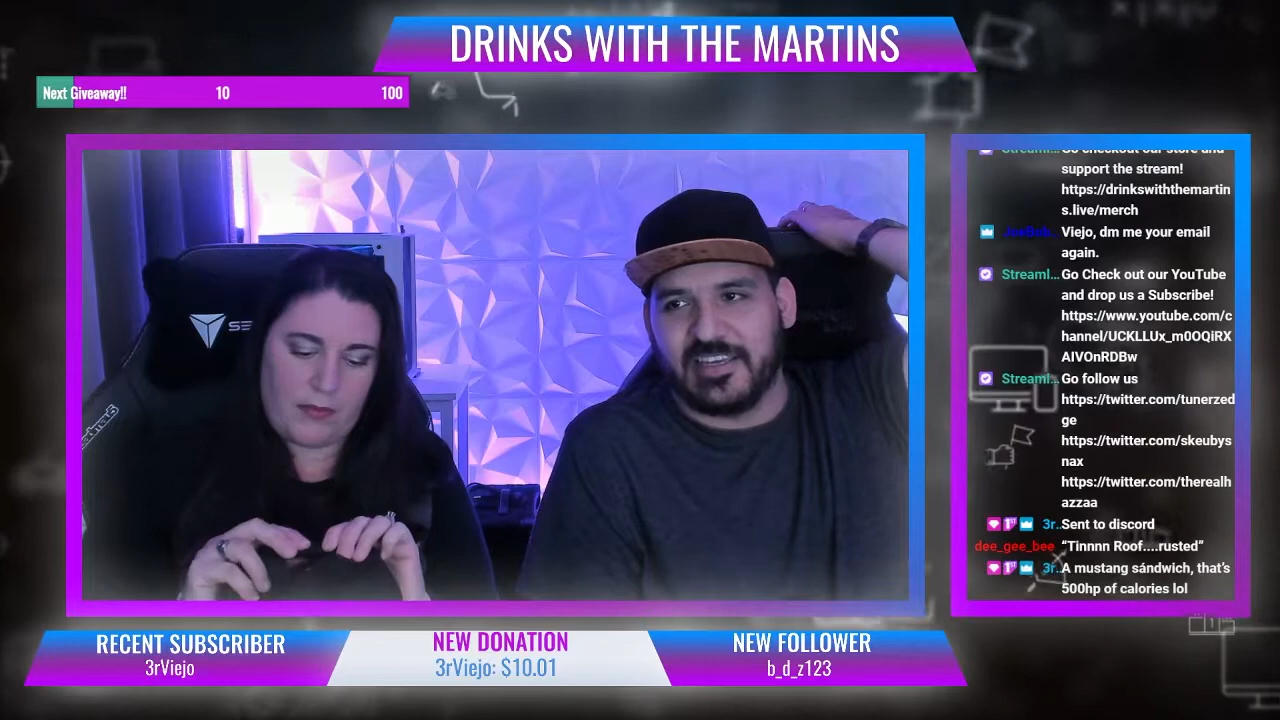 DRINKS WITH THE MARTINS
Next Giveaway!! 10 100
support the stream!
https://drinkswiththemartin
s.live/merch
Viejo, dm me your email
again.
Streaml... Go Check out our YouTube
and drop us a Subscribe!
https://www.youtube.com/c
hannel/UCKLLUx_m0OQiRX
AIVOnRDBw
Streaml... Go follow us
https://twitter.com/tunerzed
ge
https://twitter.com/skeubys
nax
https://twitter.com/therealh
azzaa
3r.. Sent to discord
dee_gee_bee “Tinnnn Roof....rusted”
3r.. A mustang sándwich, that’s
500hp of calories lol
RECENT SUBSCRIBER
3rViejo
NEW DONATION
3rViejo: $10.01
NEW FOLLOWER
b_d_z123